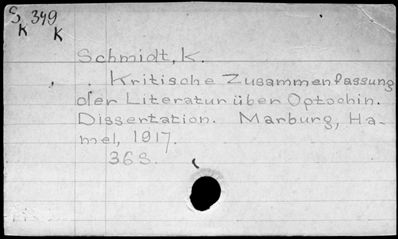 S 349
K K
Schmidt, K.
. Kritische Zusammenfassung
der Literatur über Optochin.
Dissertation. Marburg, Ha-
mel, 1917.
36 S.